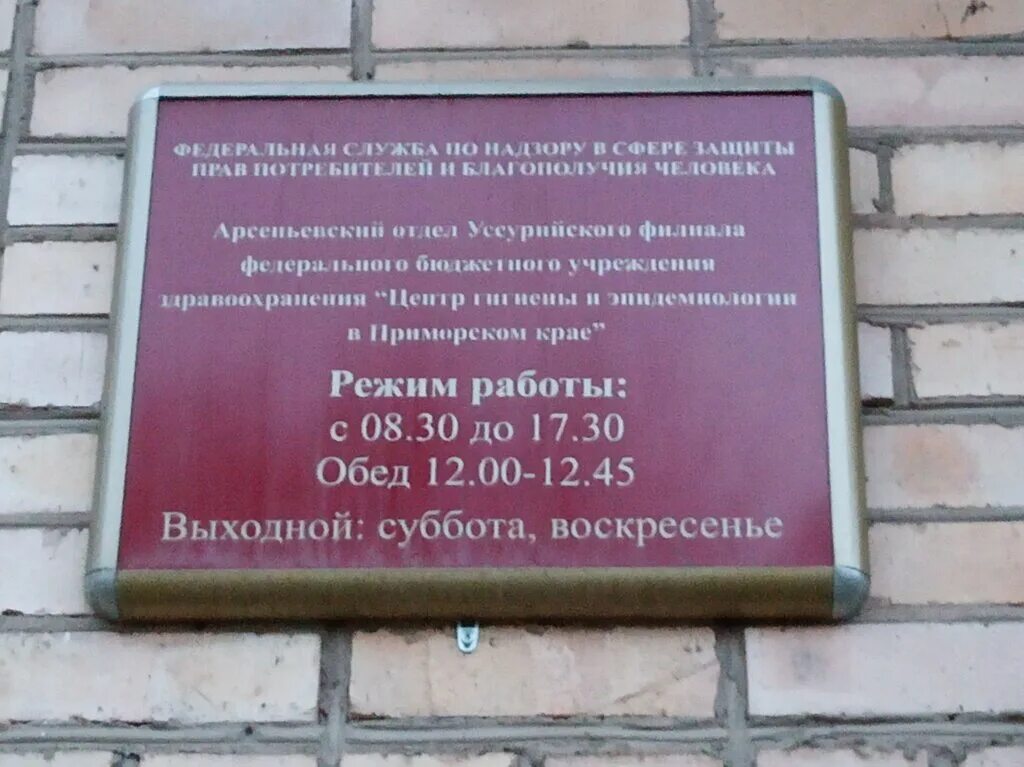 ФЕДЕРАЛЬНАЯ СЛУЖБА ПО НАДЗОРУ В СФЕРЕ ЗАЩИТЫ
ПРАВ ПОТРЕБИТЕЛЕЙ И БЛАГОПОЛУЧИЯ ЧЕЛОВЕКА
Арсеньевский отдел Уссурийского филиала
федерального бюджетного учреждения
здравоохранения "Центр гигиены и эпидемиологии
в Приморском крае"
Режим работы:
с 08.30 до 17.30
Обед 12.00-12.45
Выходной: суббота, воскресенье